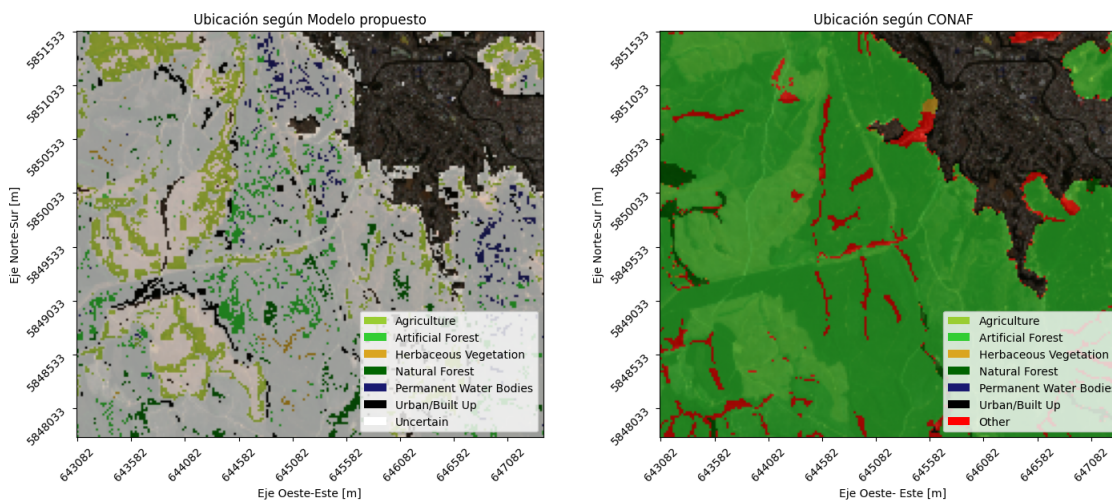 Ubicación según Modelo propuesto
Eje Norte-Sur [m]
5851533
5851033
5850533
5850033
5849533
5849033
5848533
5848033
Agriculture
Artificial Forest
Herbaceous Vegetation
Natural Forest
Permanent Water Bodies
Urban/Built Up
Uncertain
643082
643582
644082
644582
645082
645582
646082
646582
647082
Eje Oeste-Este [m]
Ubicación según CONAF
Eje Norte-Sur [m]
5851533
5851033
5850533
5850033
5849533
5849033
5848533
5848033
Agriculture
Artificial Forest
Herbaceous Vegetation
Natural Forest
Permanent Water Bodies
Urban/Built Up
Other
643082
643582
644082
644582
645082
645582
646082
646582
647082
Eje Oeste- Este [m]